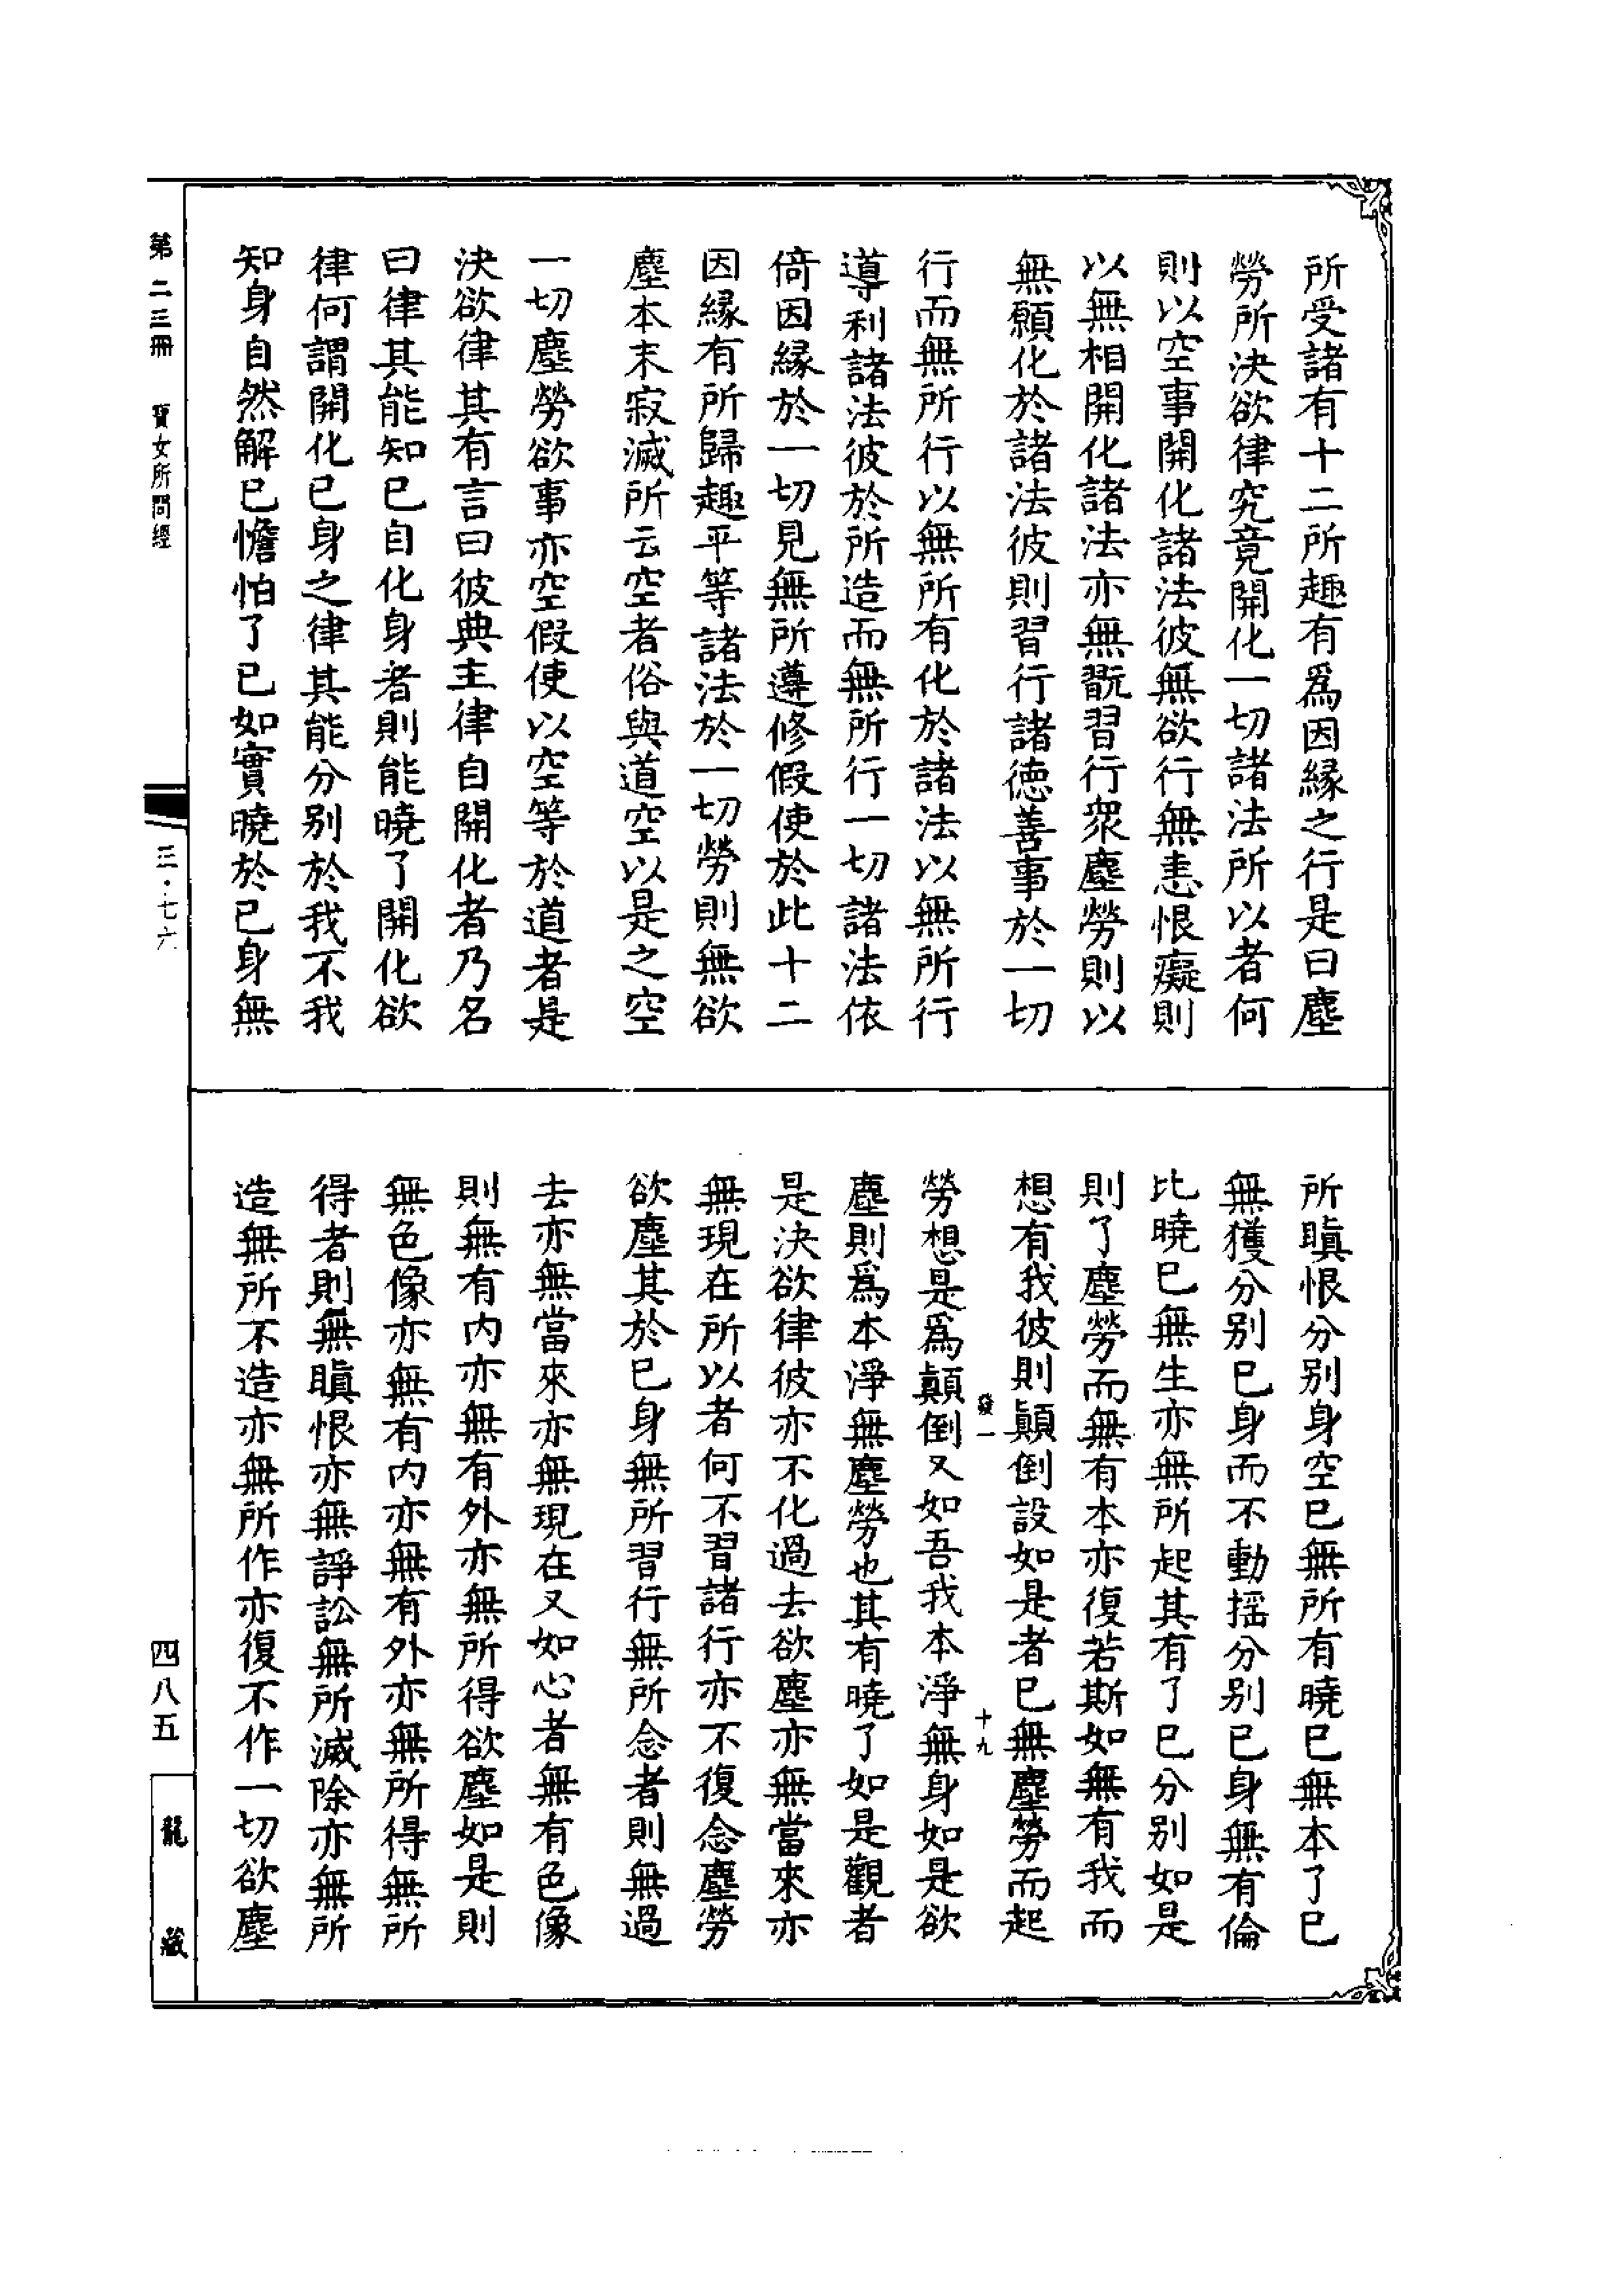 所受諸有十二所趣有爲因緣之行是曰塵
勞所決欲律究竟開化一切諸法所以者何
則以空事開化諸法彼無欲行無恚恨癡則
以無相開化諸法亦無翫習行衆塵勞則以
無願化於諸法彼則習行諸德善事於一切
行而無所行以無所有化於諸法以無所行
導利諸法彼於所造而無所行一切諸法依
倚因緣於一切見無所遵修假使於此十二
因緣有所歸趣平等諸法於一切勞則無欲
塵本末寂滅所云空者俗與道空以是之空
一切塵勞欲事亦空假使以空等於道者是
決欲律其有言曰彼典主律自開化者乃名
曰律其能知已自化身者則能曉了開化欲
律何謂開化已身之律其能分别於我不我
知身自然解已憺怕了已如實曉於已身無
所瞋恨分别身空已無所有曉已無本了已
無獲分别已身而不動揺分别已身無有倫
比曉已無生亦無所起其有了已分别如是
則了塵勞而無有本亦復若斯如無有我而
想有我彼則顛倒設如是者已無塵勞而起
發一 十九
勞想是爲顛倒又如吾我本淨無身如是欲
塵則爲本淨無塵勞也其有曉了如是觀者
是決欲律彼亦不化過去欲塵亦無當來亦
無現在所以者何不習諸行亦不復念塵勞
欲塵其於已身無所習行無所念者則無過
去亦無當來亦無現在又如心者無有色像
則無有内亦無有外亦無所得欲塵如是則
無色像亦無有内亦無有外亦無所得無所
得者則無瞋恨亦無諍訟無所滅除亦無所
造無所不造亦無所作亦復不作一切欲塵
第二三冊 寶女所問經
三·七六
四八五
龍藏